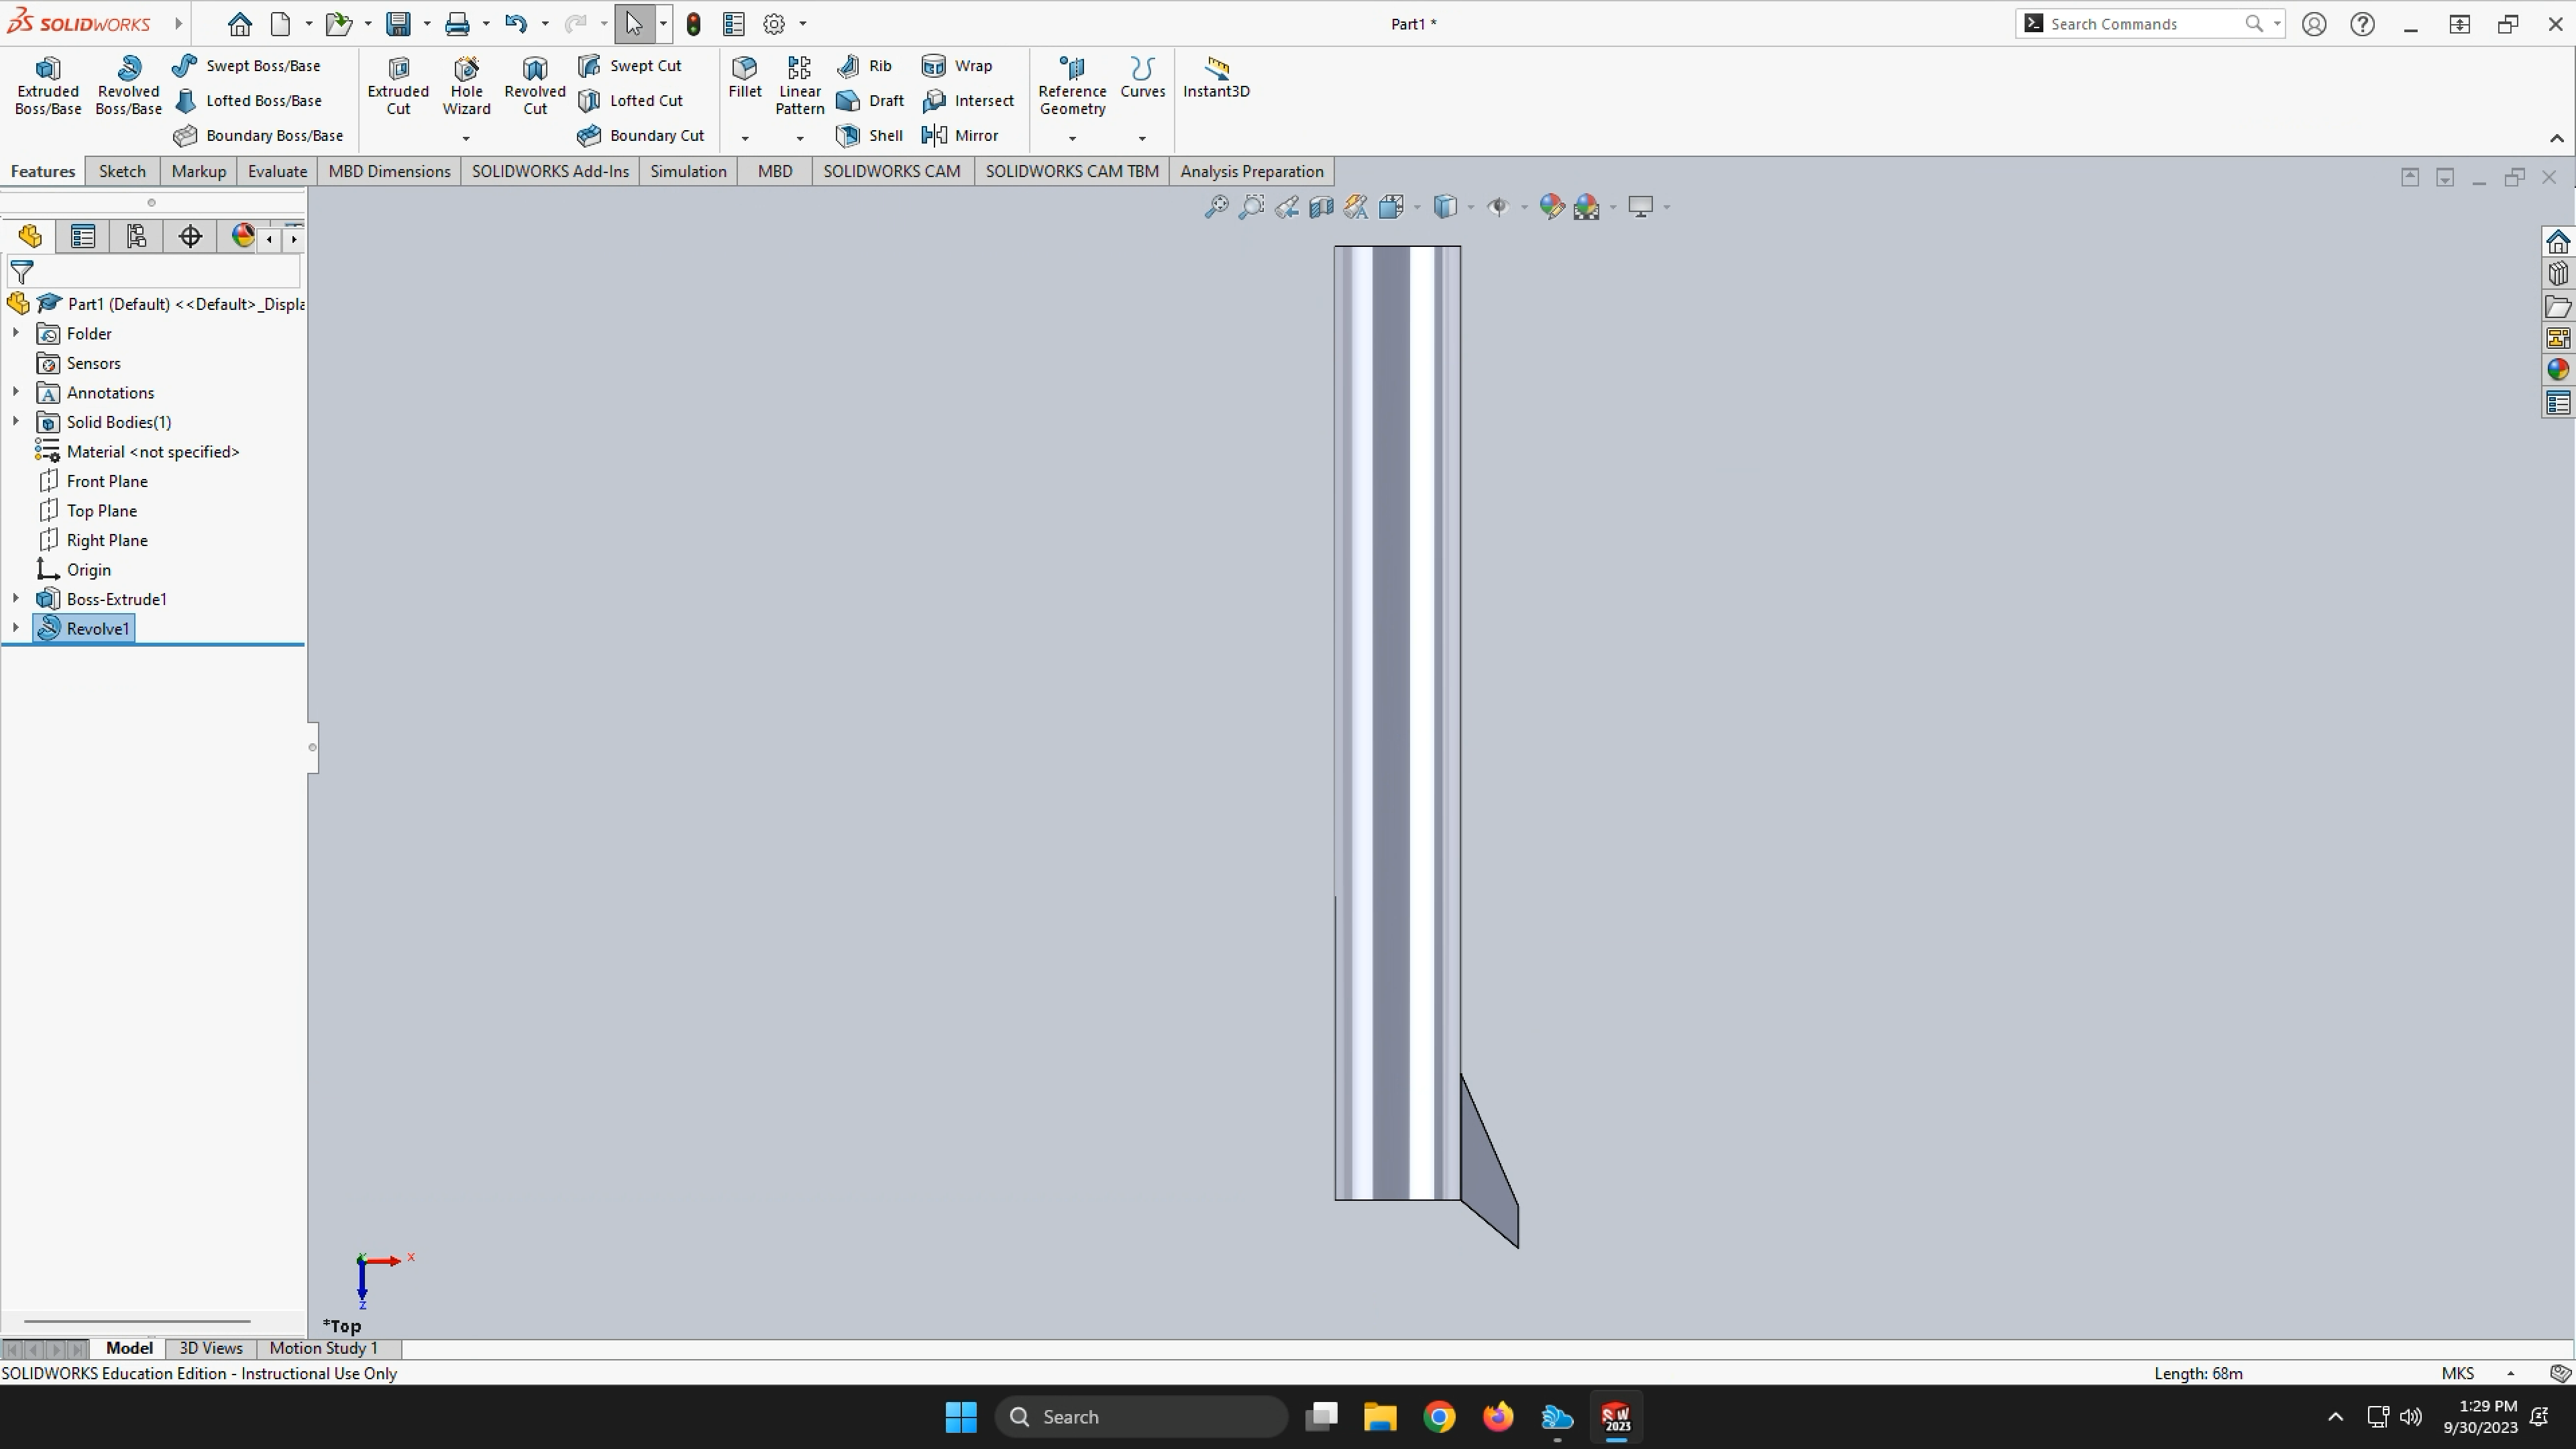 SOLIDWORKS
Part1 *
Search Commands
Extruded Boss/Base
Revolved Boss/Base
Swept Boss/Base
Lofted Boss/Base
Boundary Boss/Base
Extruded Cut
Hole Wizard
Revolved Cut
Swept Cut
Lofted Cut
Boundary Cut
Fillet
Linear Pattern
Rib
Draft
Shell
Wrap
Intersect
Mirror
Reference Geometry
Curves
Instant3D
Features Sketch Markup Evaluate MBD Dimensions SOLIDWORKS Add-Ins Simulation MBD SOLIDWORKS CAM SOLIDWORKS CAM TBM Analysis Preparation
Part1 (Default) <<Default>_Displa
Folder
Sensors
Annotations
Solid Bodies(1)
Material <not specified>
Front Plane
Top Plane
Right Plane
Origin
Boss-Extrude1
Revolve1
Y
X
Z
*Top
Model 3D Views Motion Study 1
SOLIDWORKS Education Edition - Instructional Use Only
Length: 68m
MKS
Search
SW 2023
1:29 PM
9/30/2023